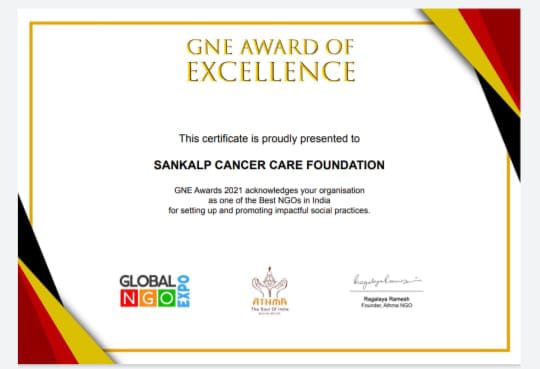 GNE AWARD OF
EXCELLENCE
This certificate is proudly presented to
SANKALP CANCER CARE FOUNDATION
GNE Awards 2021 acknowledges your organisation
as one of the Best NGOs in India
for setting up and promoting impactful social practices.
GLOBAL
NGO
EXPO
ATHMA
The Soul Of India
Ragalaya Ramesh
Founder, Athma NGO